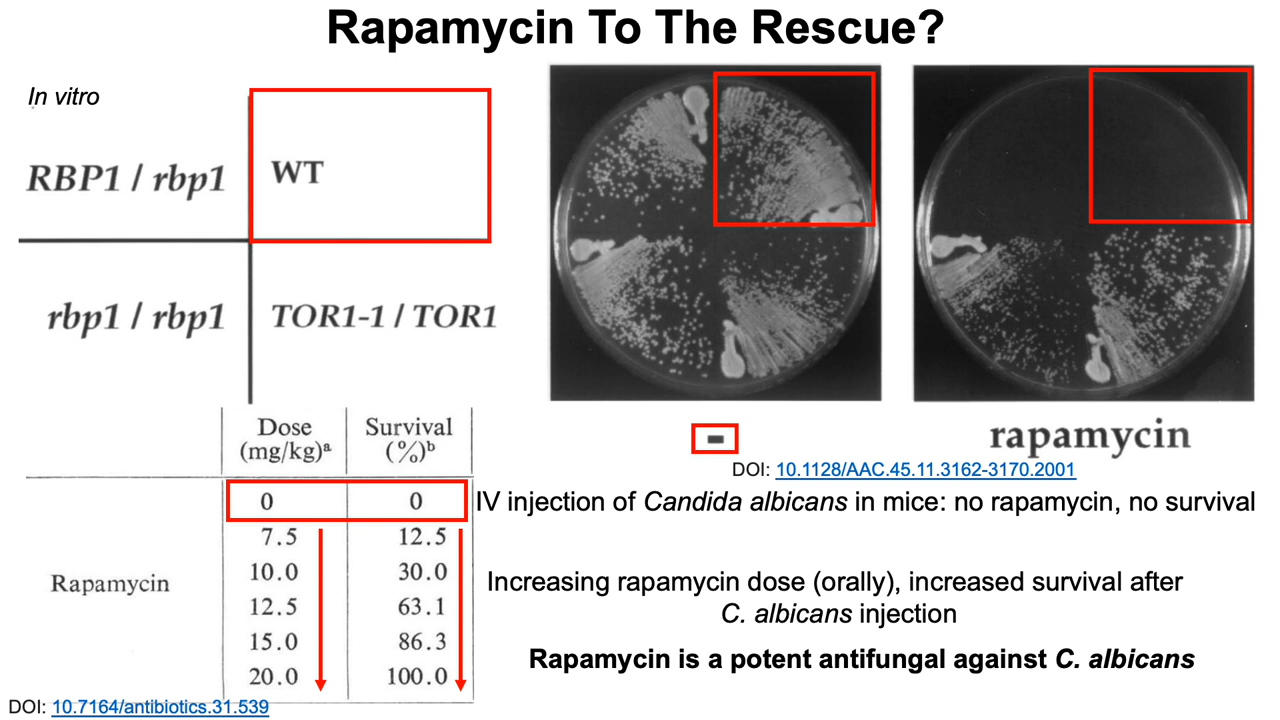 Rapamycin To The Rescue?
In vitro
RBP1 / rbp1
WT
rbp1 / rbp1
TOR1-1 / TOR1
-
rapamycin
DOI: 10.1128/AAC.45.11.3162-3170.2001
Dose
(mg/kg)ᵃ
Survival
(%)ᵇ
Rapamycin
0 0
7.5 12.5
10.0 30.0
12.5 63.1
15.0 86.3
20.0 100.0
IV injection of Candida albicans in mice: no rapamycin, no survival
Increasing rapamycin dose (orally), increased survival after
C. albicans injection
Rapamycin is a potent antifungal against C. albicans
DOI: 10.7164/antibiotics.31.539